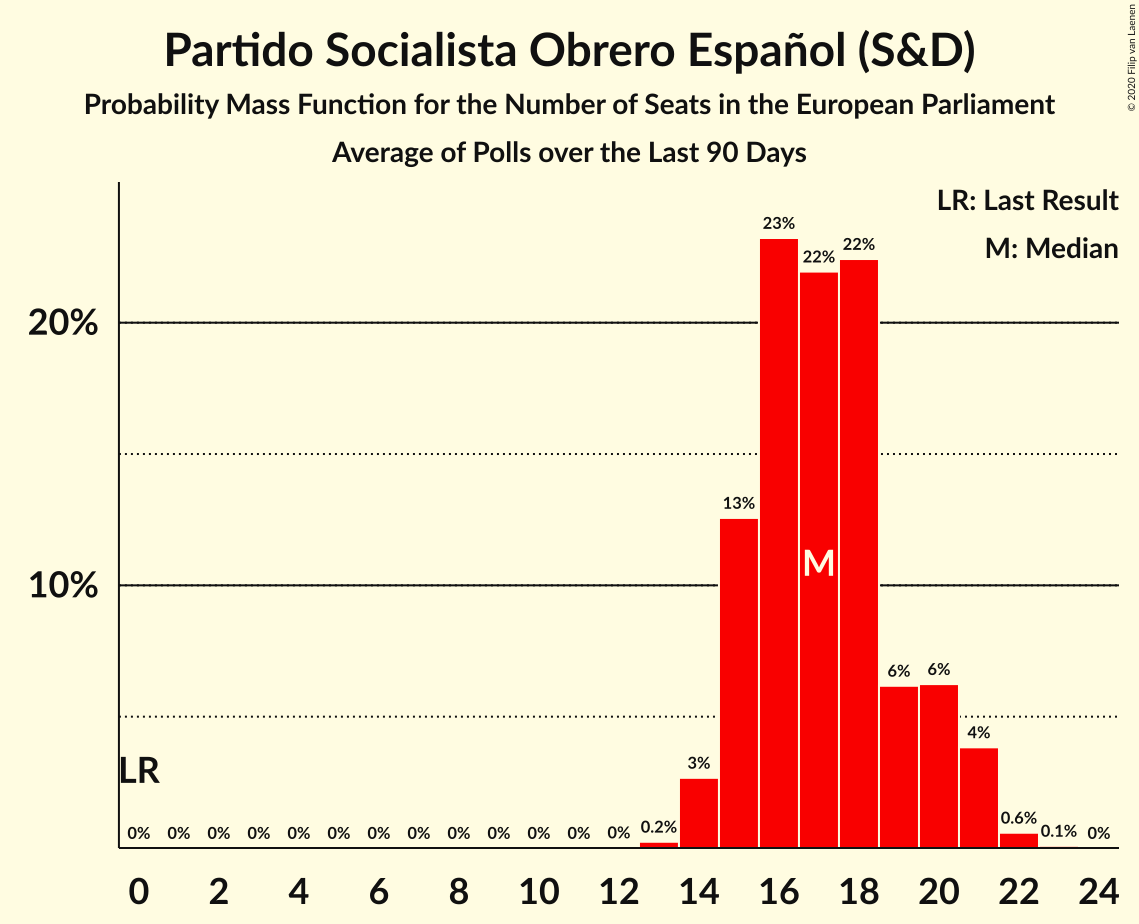 Partido Socialista Obrero Español (S&D)
Probability Mass Function for the Number of Seats in the European Parliament
Average of Polls over the Last 90 Days
© 2020 Filip van Laenen
LR: Last Result
M: Median
20%
10%
LR
M
0% 0% 0% 0% 0% 0% 0% 0% 0% 0% 0% 0% 0% 0.2% 3% 13% 23% 22% 22% 6% 6% 4% 0.6% 0.1% 0%
0 2 4 6 8 10 12 14 16 18 20 22 24